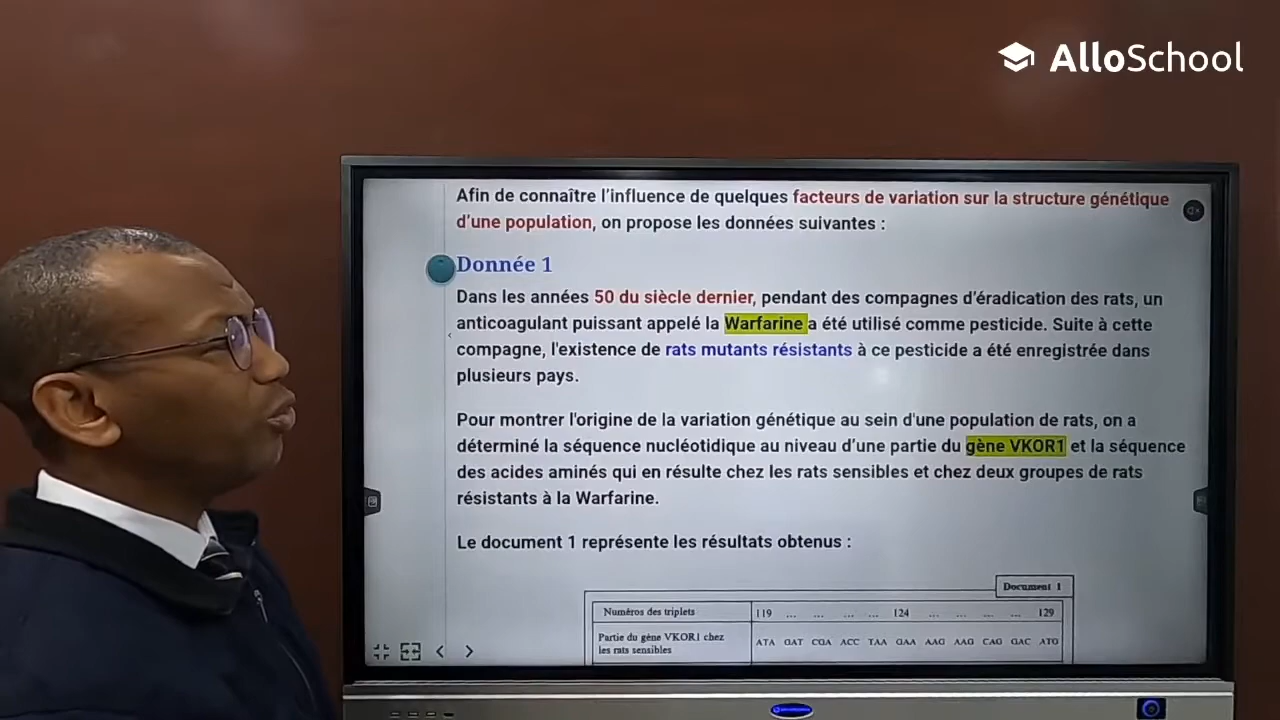 AlloSchool
Afin de connaître l’influence de quelques facteurs de variation sur la structure génétique
d’une population, on propose les données suivantes :
Donnée 1
Dans les années 50 du siècle dernier, pendant des compagnes d’éradication des rats, un
anticoagulant puissant appelé la Warfarine a été utilisé comme pesticide. Suite à cette
compagne, l'existence de rats mutants résistants à ce pesticide a été enregistrée dans
plusieurs pays.
Pour montrer l'origine de la variation génétique au sein d'une population de rats, on a
déterminé la séquence nucléotidique au niveau d’une partie du gène VKOR1 et la séquence
des acides aminés qui en résulte chez les rats sensibles et chez deux groupes de rats
résistants à la Warfarine.
Le document 1 représente les résultats obtenus :
Document 1
Numéros des triplets 119 ... ... ... ... 124 ... ... ... ... 129
Partie du gène VKOR1 chez
les rats sensibles
ATA GAT CGA ACC TAA GAA AAG AAG CAG GAC ATG